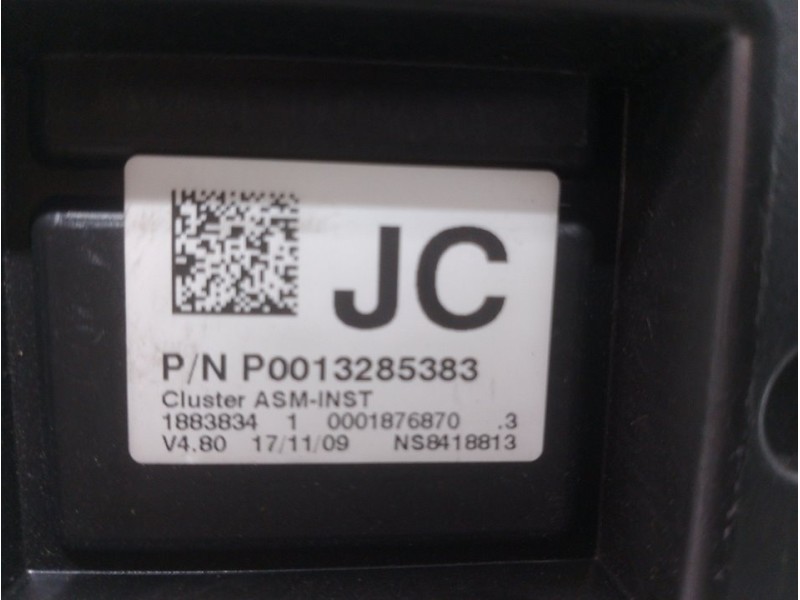 JC
P/N P0013285383
Cluster ASM-INST
1883834 1 0001876870 .3
V4.80 17/11/09 NS8418813